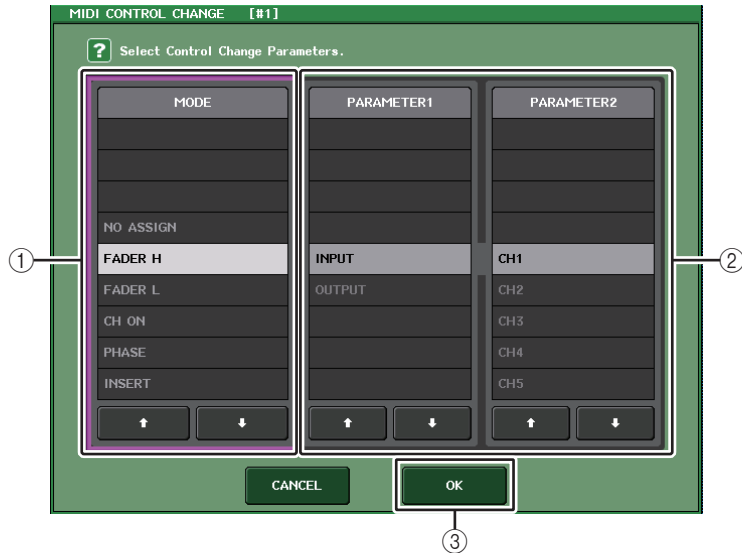 MIDI CONTROL CHANGE [#1]
? Select Control Change Parameters.
MODE
NO ASSIGN
FADER H
FADER L
CH ON
PHASE
INSERT
PARAMETER1
INPUT
OUTPUT
PARAMETER2
CH1
CH2
CH3
CH4
CH5
CANCEL
OK
①
②
③